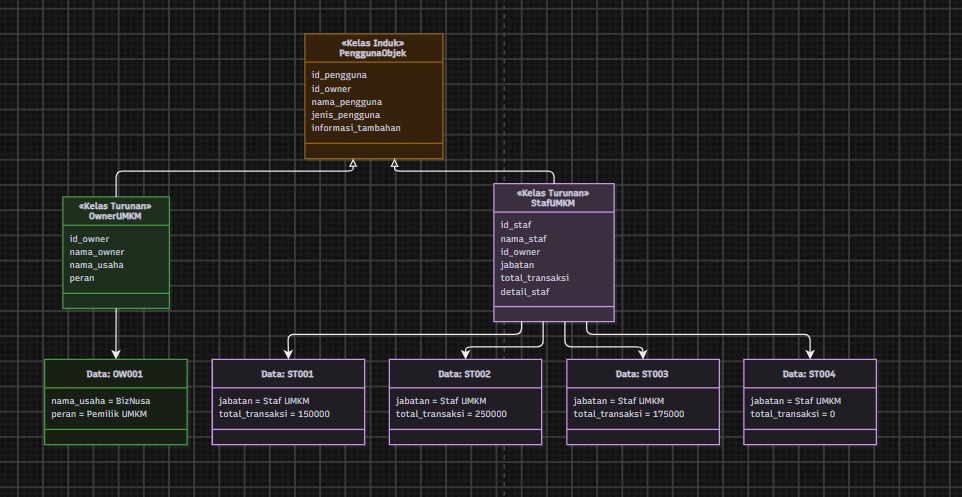 «Kelas Induk»
PenggunaObjek
id_pengguna
id_owner
nama_pengguna
jenis_pengguna
informasi_tambahan
«Kelas Turunan»
OwnerUMKM
id_owner
nama_owner
nama_usaha
peran
«Kelas Turunan»
StafUMKM
id_staf
nama_staf
id_owner
jabatan
total_transaksi
detail_staf
Data: OW001
nama_usaha = BizNusa
peran = Pemilik UMKM
Data: ST001
jabatan = Staf UMKM
total_transaksi = 150000
Data: ST002
jabatan = Staf UMKM
total_transaksi = 250000
Data: ST003
jabatan = Staf UMKM
total_transaksi = 175000
Data: ST004
jabatan = Staf UMKM
total_transaksi = 0